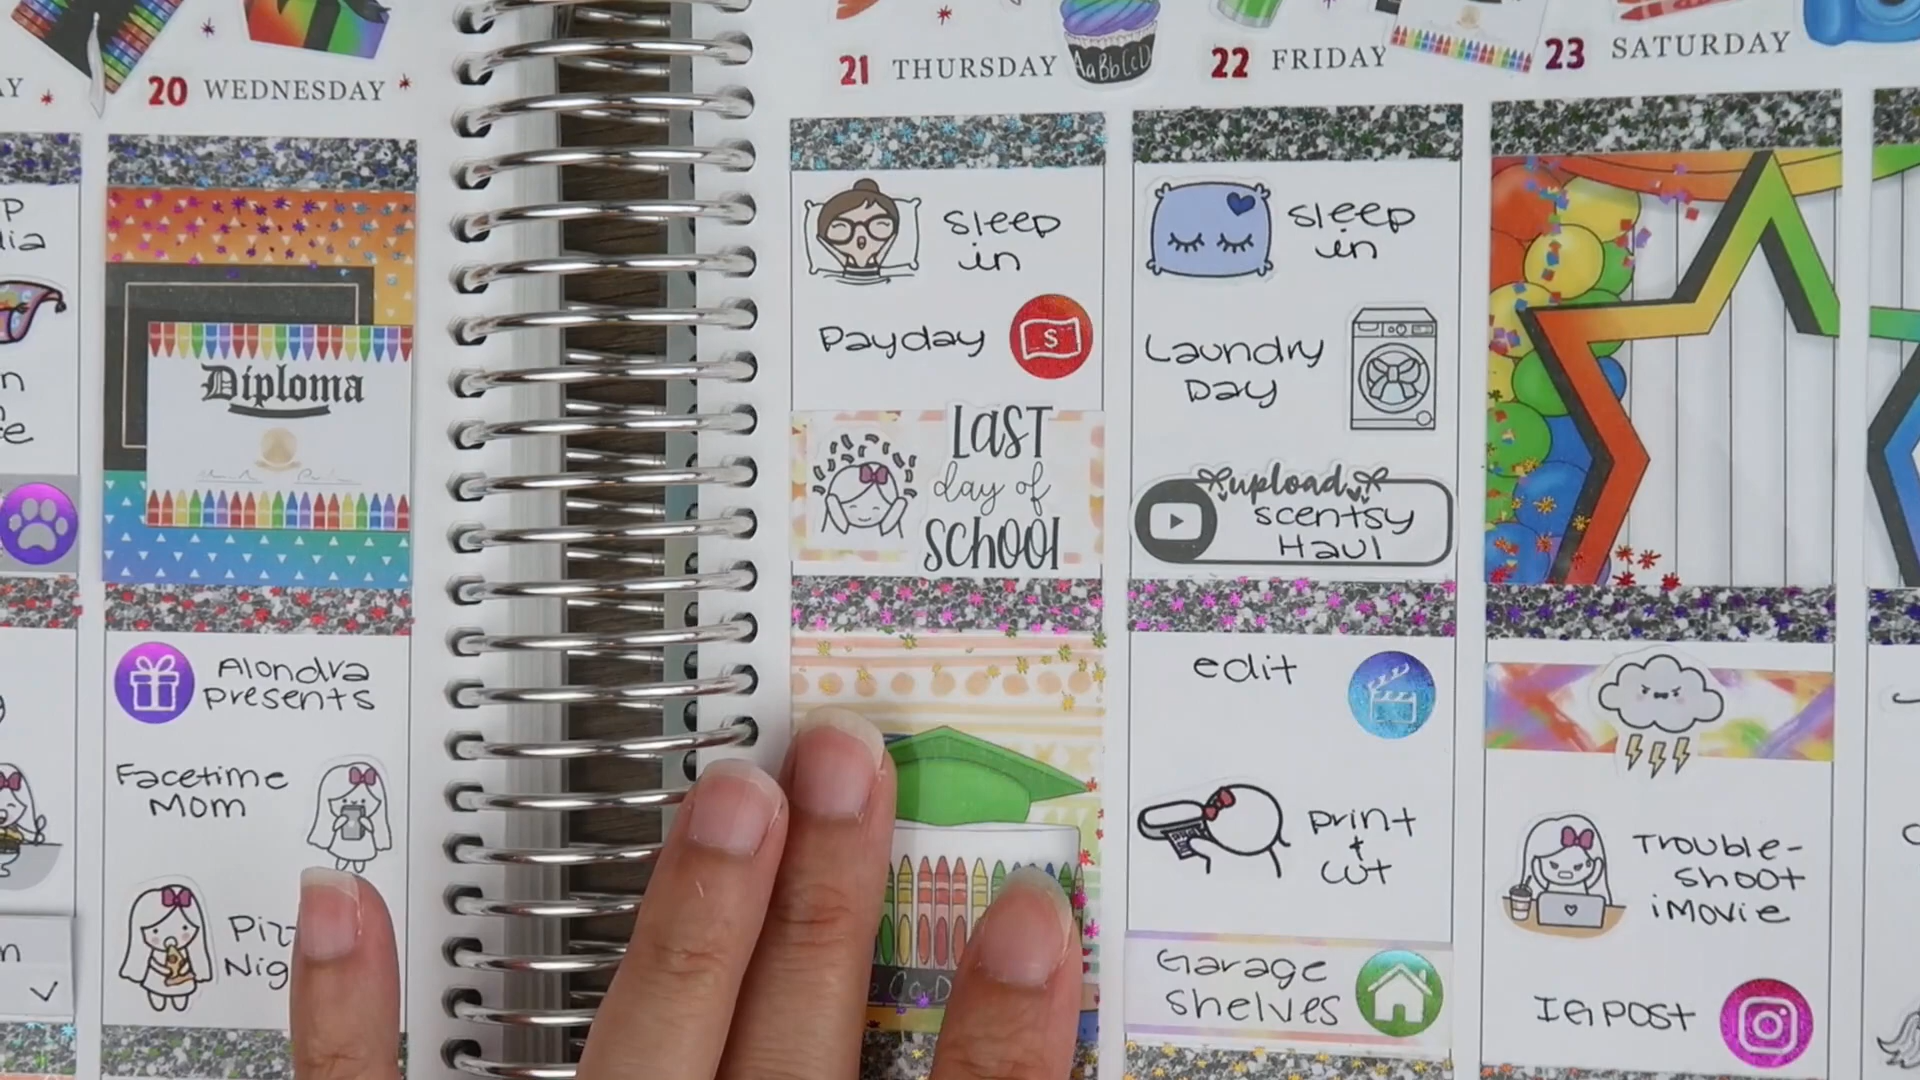 20 WEDNESDAY
Diploma
Alondra
presents
Facetime
Mom
21 THURSDAY
AaBbCcD
sleep
in
Payday
$
LAST
day of
SCHOOL
22 FRIDAY
sleep
in
Laundry
Day
upload
scentsy
Haul
edit
print
+
cut
Garage
shelves
23 SATURDAY
Trouble-
shoot
iMovie
IG POST